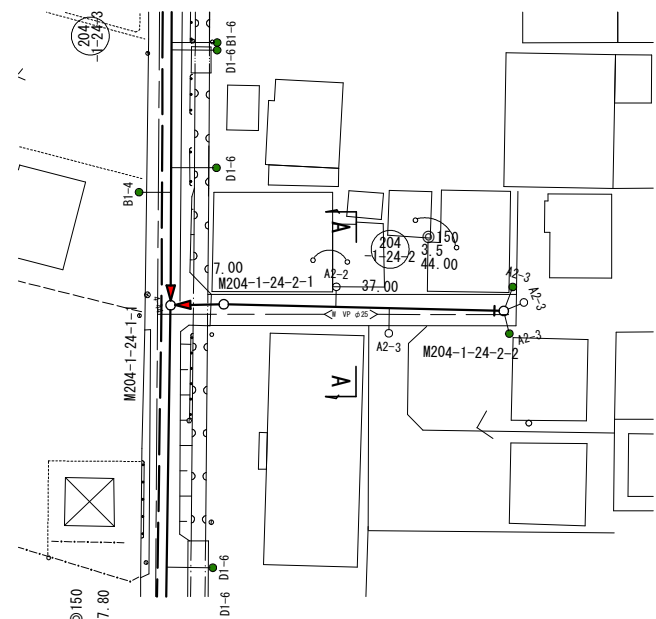 204
-1-24-3
B1-6
D1-6
D1-6
B1-4
A
204
-1-24-2
◎150
3.5
44.00
7.00
M204-1-24-2-1
A2-2
37.00
A2-3
A2-3
W VP φ25
M204-1-24-1-1
A2-3
A2-3
M204-1-24-2-2
A
D1-6
D1-6
◎150
7.80